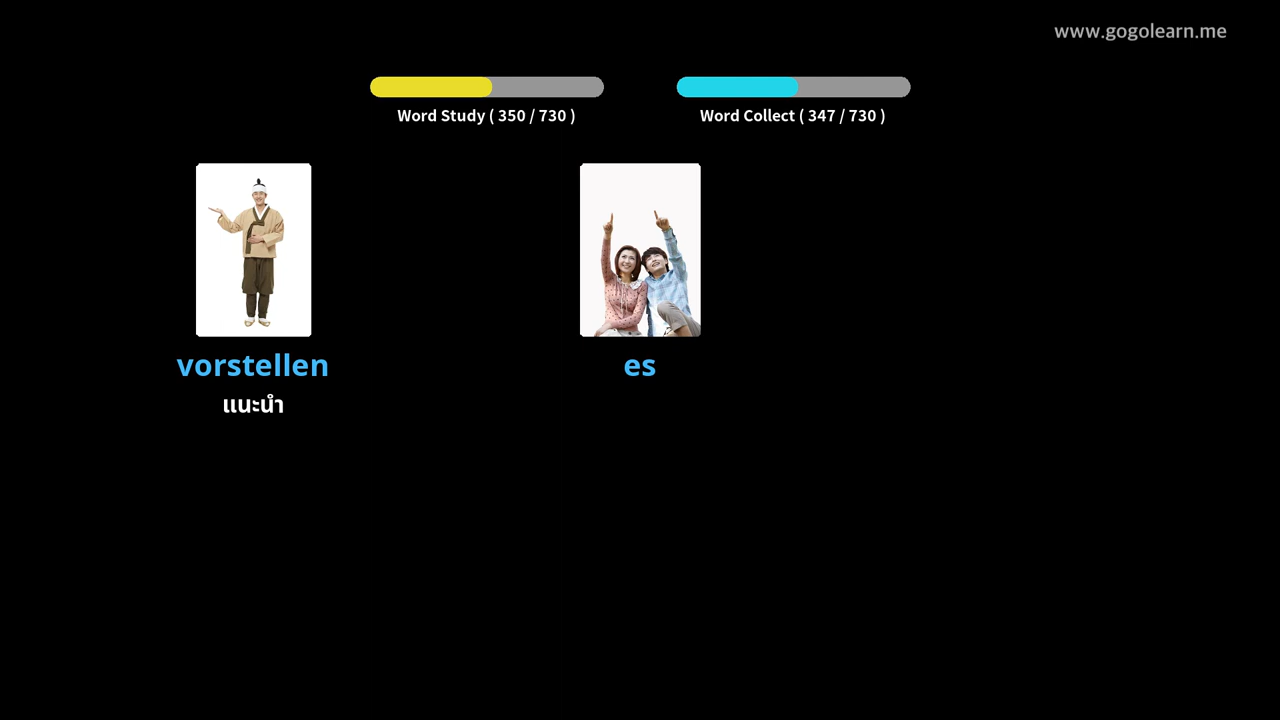 www.gogolearn.me
Word Study ( 350 / 730 )
Word Collect ( 347 / 730 )
vorstellen
แนะนำ
es